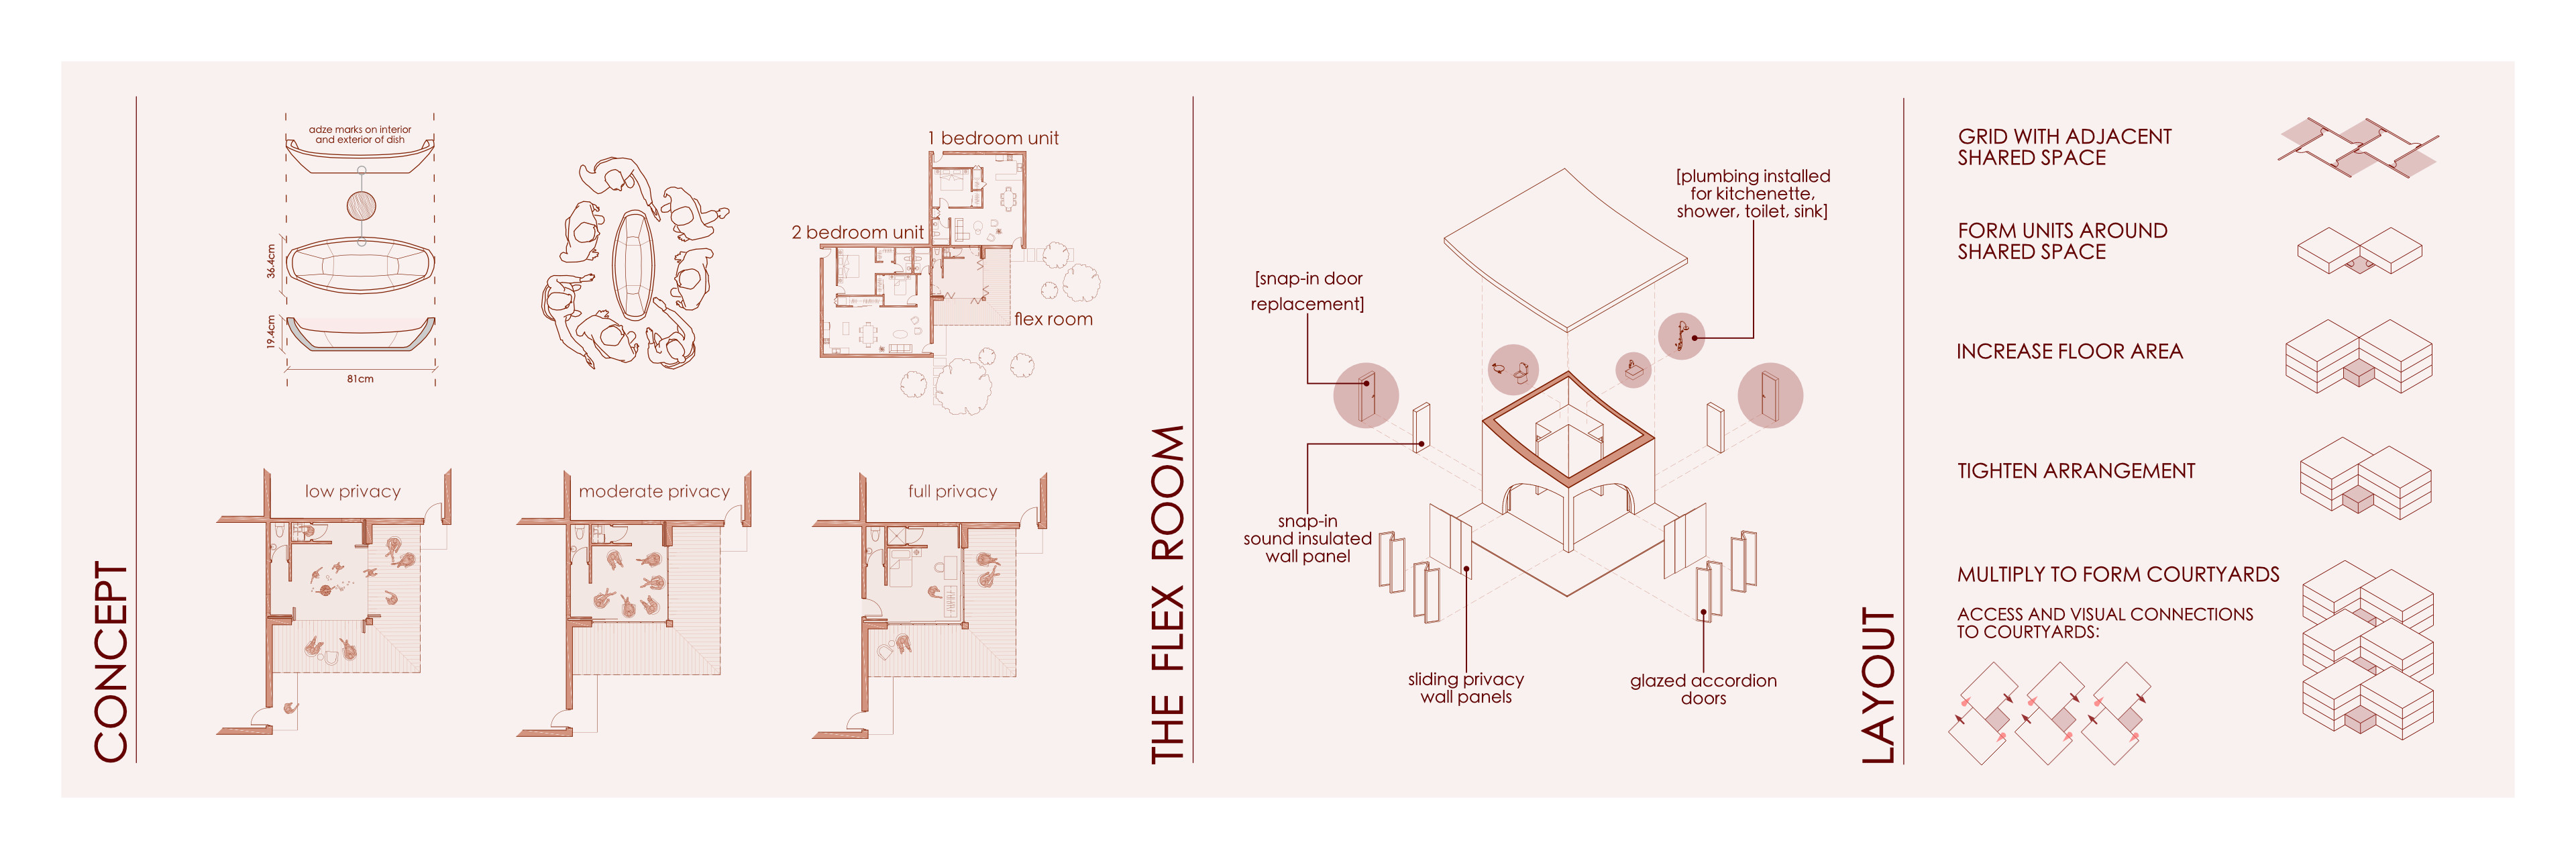 CONCEPT
adze marks on interior
and exterior of dish
36.4cm
19.4cm
81cm
1 bedroom unit
2 bedroom unit
flex room
low privacy
moderate privacy
full privacy
THE FLEX ROOM
[plumbing installed
for kitchenette,
shower, toilet, sink]
[snap-in door
replacement]
snap-in
sound insulated
wall panel
sliding privacy
wall panels
glazed accordion
doors
LAYOUT
GRID WITH ADJACENT
SHARED SPACE
FORM UNITS AROUND
SHARED SPACE
INCREASE FLOOR AREA
TIGHTEN ARRANGEMENT
MULTIPLY TO FORM COURTYARDS
ACCESS AND VISUAL CONNECTIONS
TO COURTYARDS: